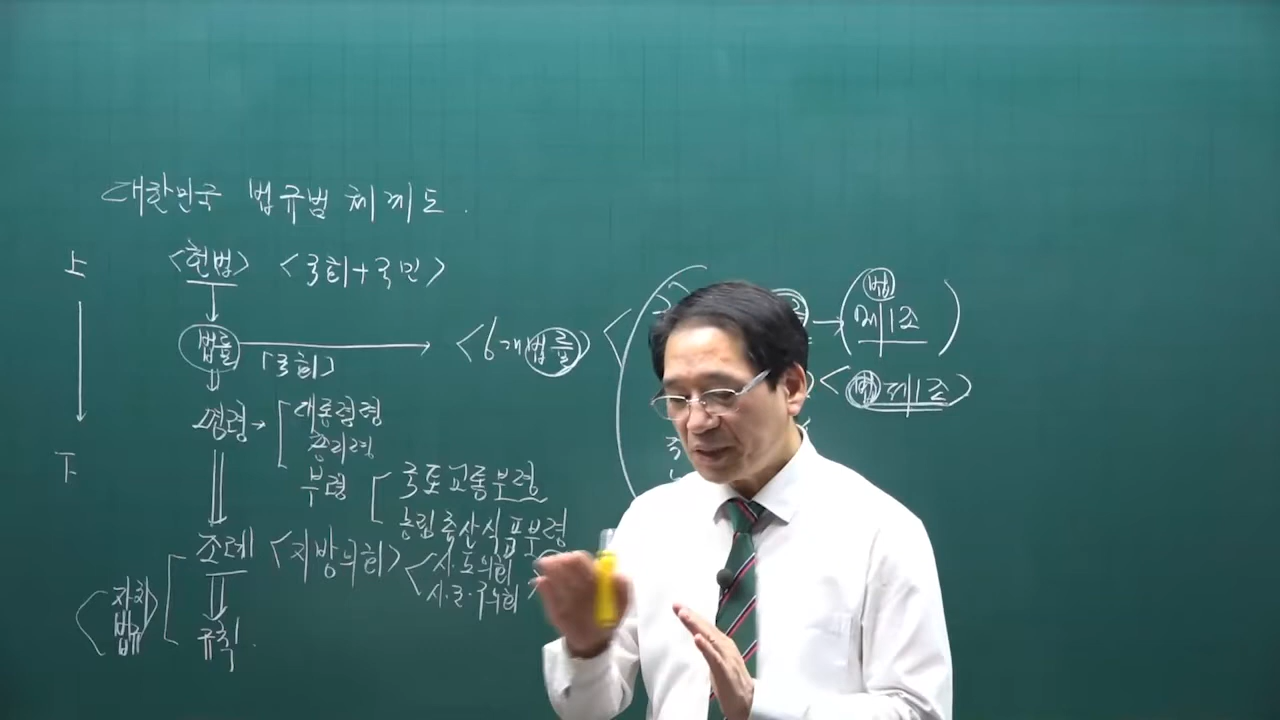 대한민국 법규범 체계도.
上
<헌법> <국회+국민>
법률 「국회」
<6개 법률>
법
제1조
<법 제1조>
명령 → 대통령령
총리령
부령
국토교통부령
농림축산식품부령
下
조례 <지방의회>
시·도의회
시·군·구의회
자치
법규
규칙.